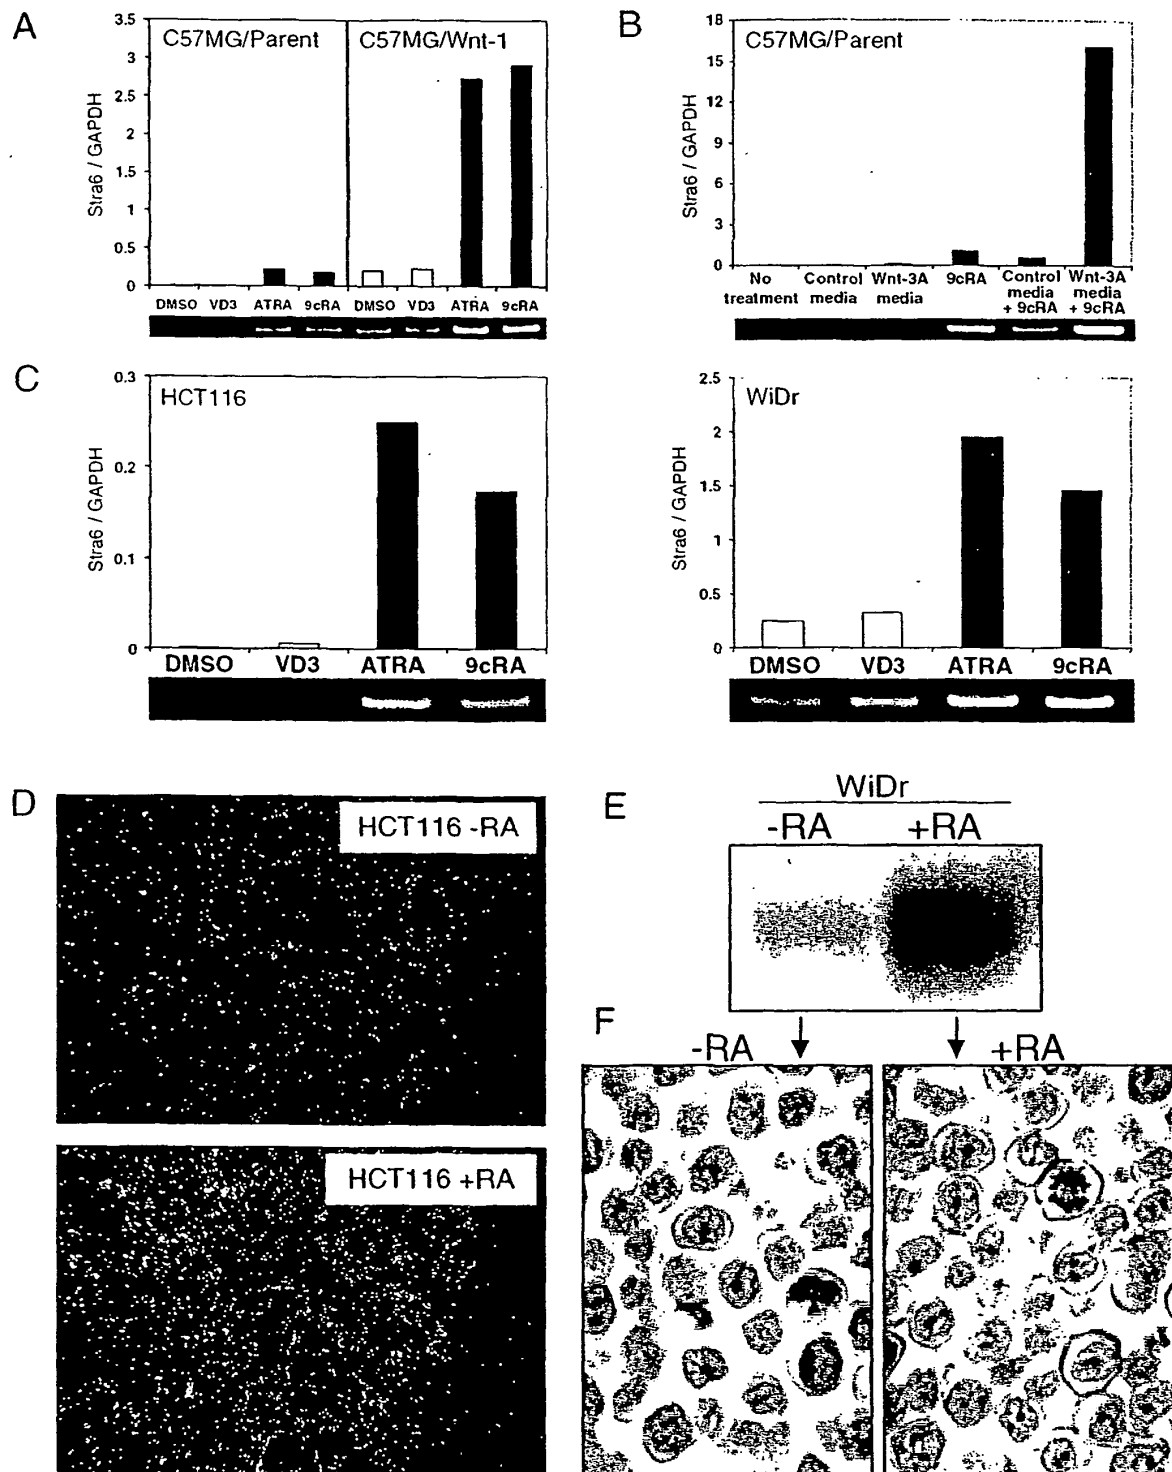 A
C57MG/Parent
C57MG/Wnt-1
Stra6 / GAPDH
3.5
3
2.5
2
1.5
1
0.5
0
DMSO VD3 ATRA 9cRA DMSO VD3 ATRA 9cRA
B
C57MG/Parent
Stra6 / GAPDH
18
15
12
9
6
3
0
No treatment
Control media
Wnt-3A media
9cRA
Control media + 9cRA
Wnt-3A media + 9cRA
C
HCT116
Stra6 / GAPDH
0.3
0.2
0.1
0
DMSO VD3 ATRA 9cRA
WiDr
Stra6 / GAPDH
2.5
2
1.5
1
0.5
0
DMSO VD3 ATRA 9cRA
D
HCT116 -RA
HCT116 +RA
E
WiDr
-RA +RA
F
-RA +RA